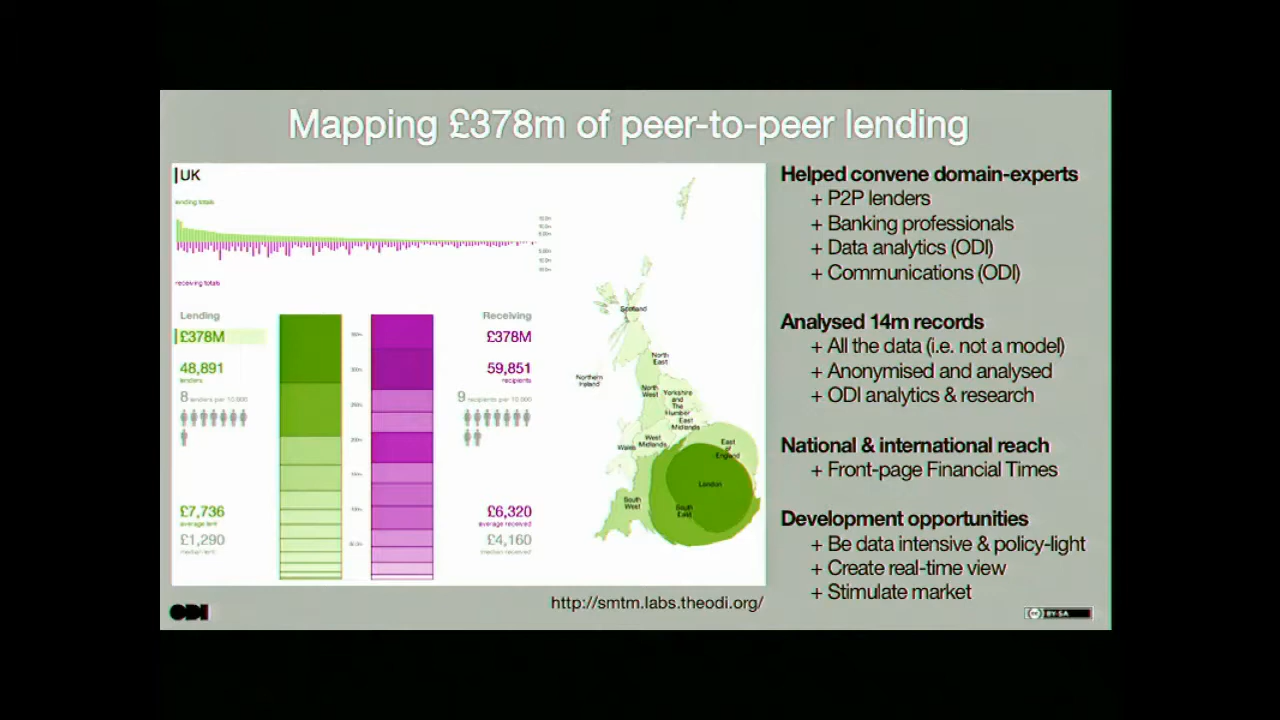 Mapping £378m of peer-to-peer lending
UK
lending totals
receiving totals
Lending
£378M
48,891
lenders
8 lenders per 10,000
£7,736
average lent
£1,290
median lent
Receiving
£378M
59,851
recipients
9 recipients per 10,000
£6,320
average received
£4,160
median received
Scotland
North
East
Northern
Ireland
North
West
Yorkshire
and
The
Humber
East
Midlands
West
Midlands
Wales
East
of
England
London
South
West
South
East
http://smtm.labs.theodi.org/
Helped convene domain-experts
+ P2P lenders
+ Banking professionals
+ Data analytics (ODI)
+ Communications (ODI)
Analysed 14m records
+ All the data (i.e. not a model)
+ Anonymised and analysed
+ ODI analytics & research
National & international reach
+ Front-page Financial Times
Development opportunities
+ Be data intensive & policy-light
+ Create real-time view
+ Stimulate market
ODI
cc BY-SA